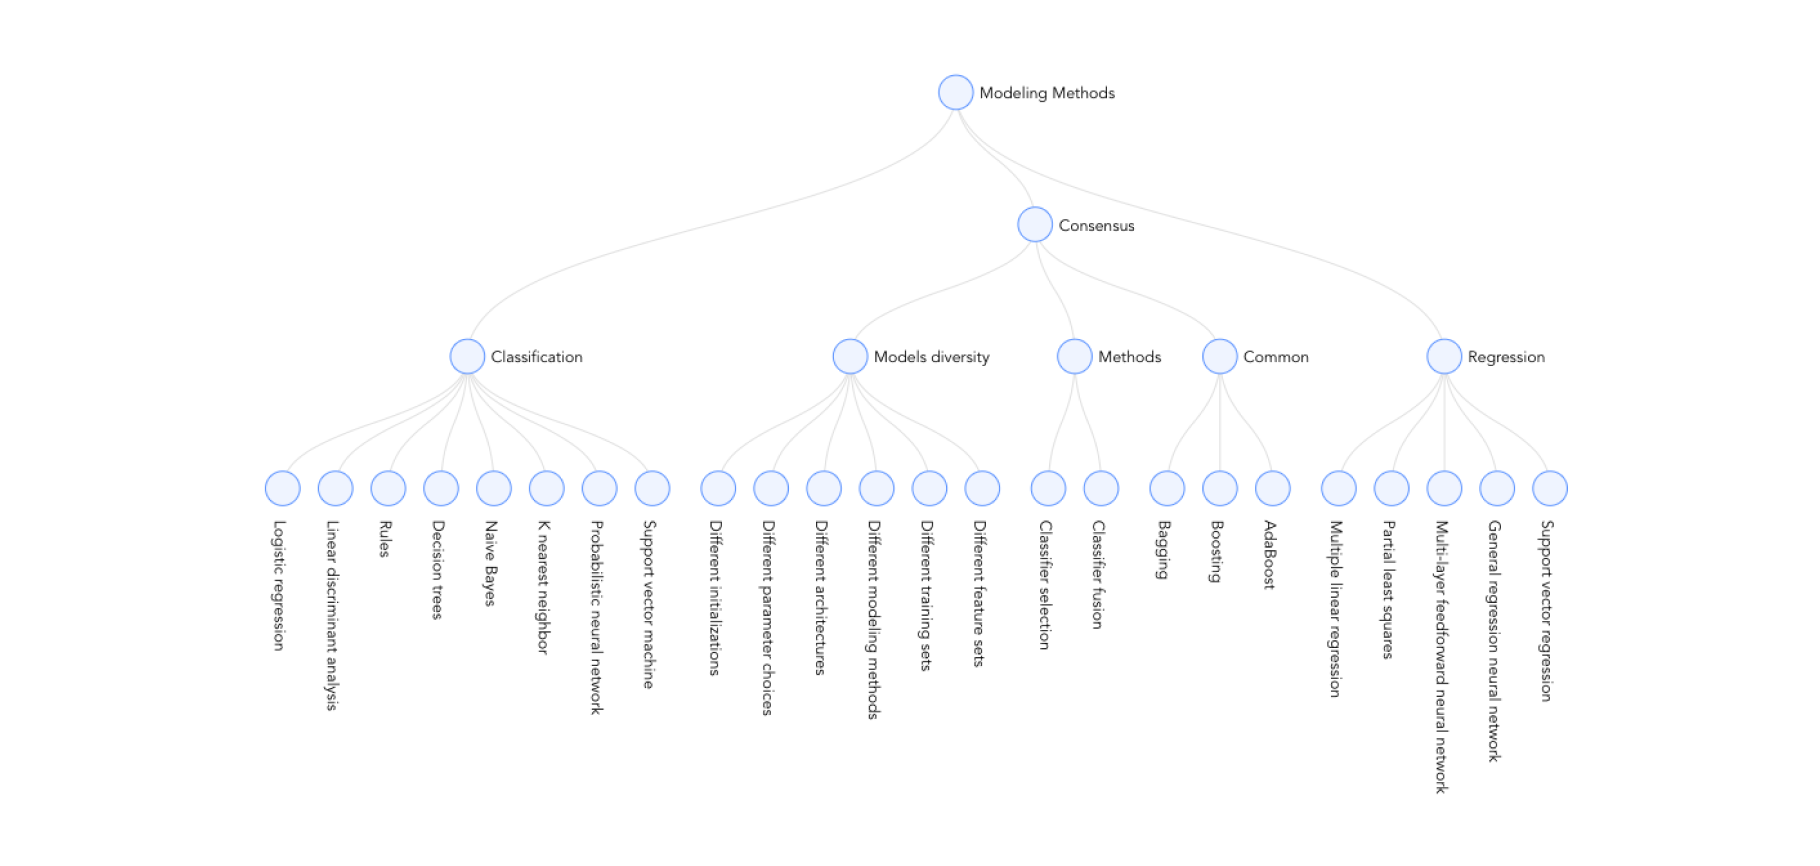 Modeling Methods
Consensus
Classification
Models diversity
Methods
Common
Regression
Logistic regression
Linear discriminant analysis
Rules
Decision trees
Naive Bayes
K nearest neighbor
Probabilistic neural network
Support vector machine
Different initializations
Different parameter choices
Different architectures
Different modeling methods
Different training sets
Different feature sets
Classifier selection
Classifier fusion
Bagging
Boosting
AdaBoost
Multiple linear regression
Partial least squares
Multi-layer feedforward neural network
General regression neural network
Support vector regression